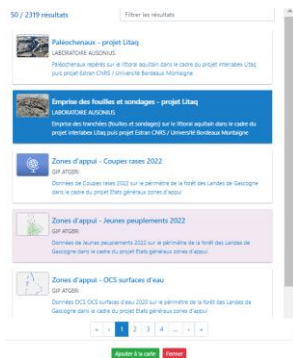 50 / 2319 résultats
Filtrer les résultats
Paléochenaux - projet Litaq
LABORATOIRE AUSONIUS
Paléochenaux repérés sur le littoral aquitain dans le cadre du projet interlabex Litaq
puis projet Estran CNRS / Université Bordeaux Montaigne
Emprise des fouilles et sondages - projet Litaq
LABORATOIRE AUSONIUS
Emprise des tranchées (fouilles et sondages) sur le littoral aquitain dans le cadre du
projet interlabex Litaq puis projet Estran CNRS / Université Bordeaux Montaigne
Zones d'appui - Coupes rases 2022
GIP ATGERI
Données de Coupes rases 2022 sur le périmètre de la forêt des Landes de Gascogne
dans le cadre du projet Etats généraux zones d'appui
Zones d'appui - Jeunes peuplements 2022
GIP ATGERI
Données de Jeunes peuplements 2022 sur le périmètre de la forêt des Landes de
Gascogne dans le cadre du projet Etats généraux zones d'appui
Zones d'appui - OCS surfaces d'eau
GIP ATGERI
Données OCS OCS surfaces d'eau 2020 sur le périmètre de la forêt des Landes de
Gascogne dans le cadre du projet Etats généraux zones d'appui
« ‹ 1 2 3 4 ... › »
Ajouter à la carte Fermer